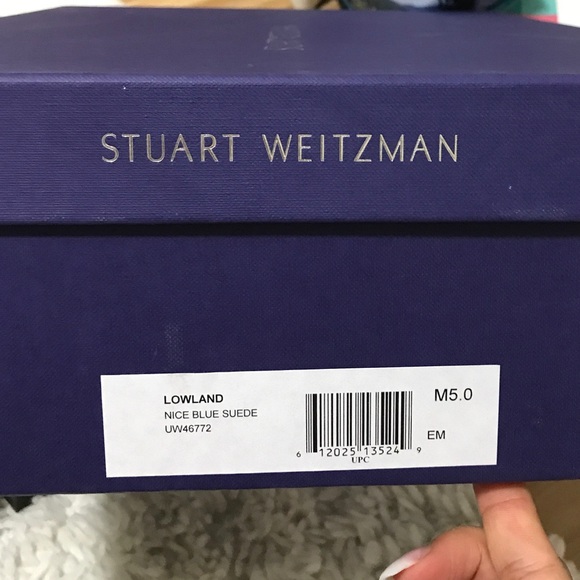 STUART WEITZMAN
LOWLAND
NICE BLUE SUEDE
UW46772
M5.0
EM
6 12025 13524 9
UPC